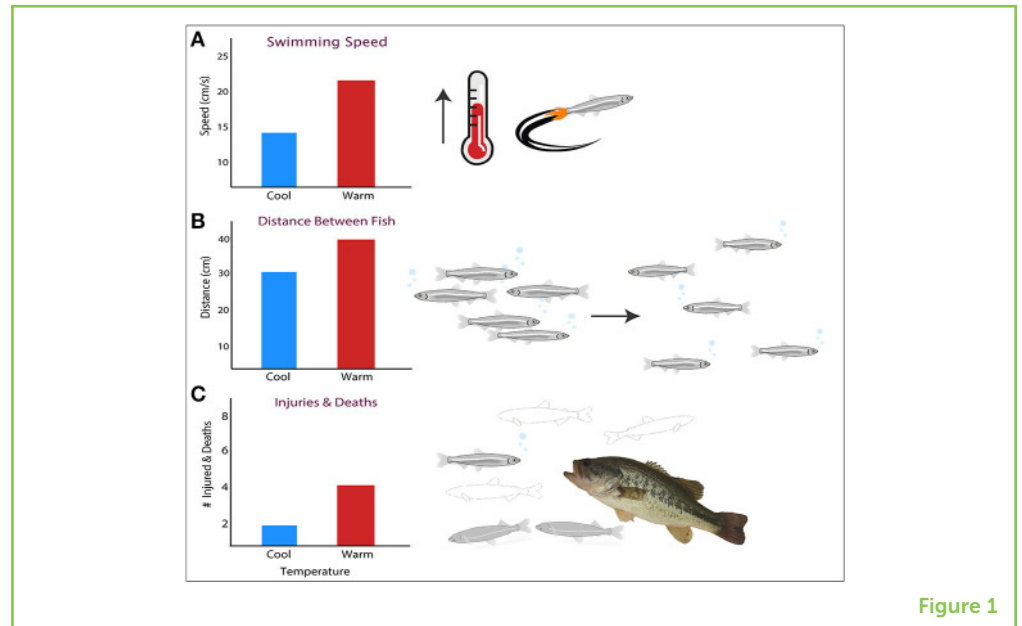 A
Swimming Speed
Speed (cm/s)
25
20
15
10
Cool
Warm
B
Distance Between Fish
Distance (cm)
40
30
20
10
Cool
Warm
C
Injuries & Deaths
# Injured & Deaths
8
6
4
2
Cool
Warm
Temperature
Figure 1